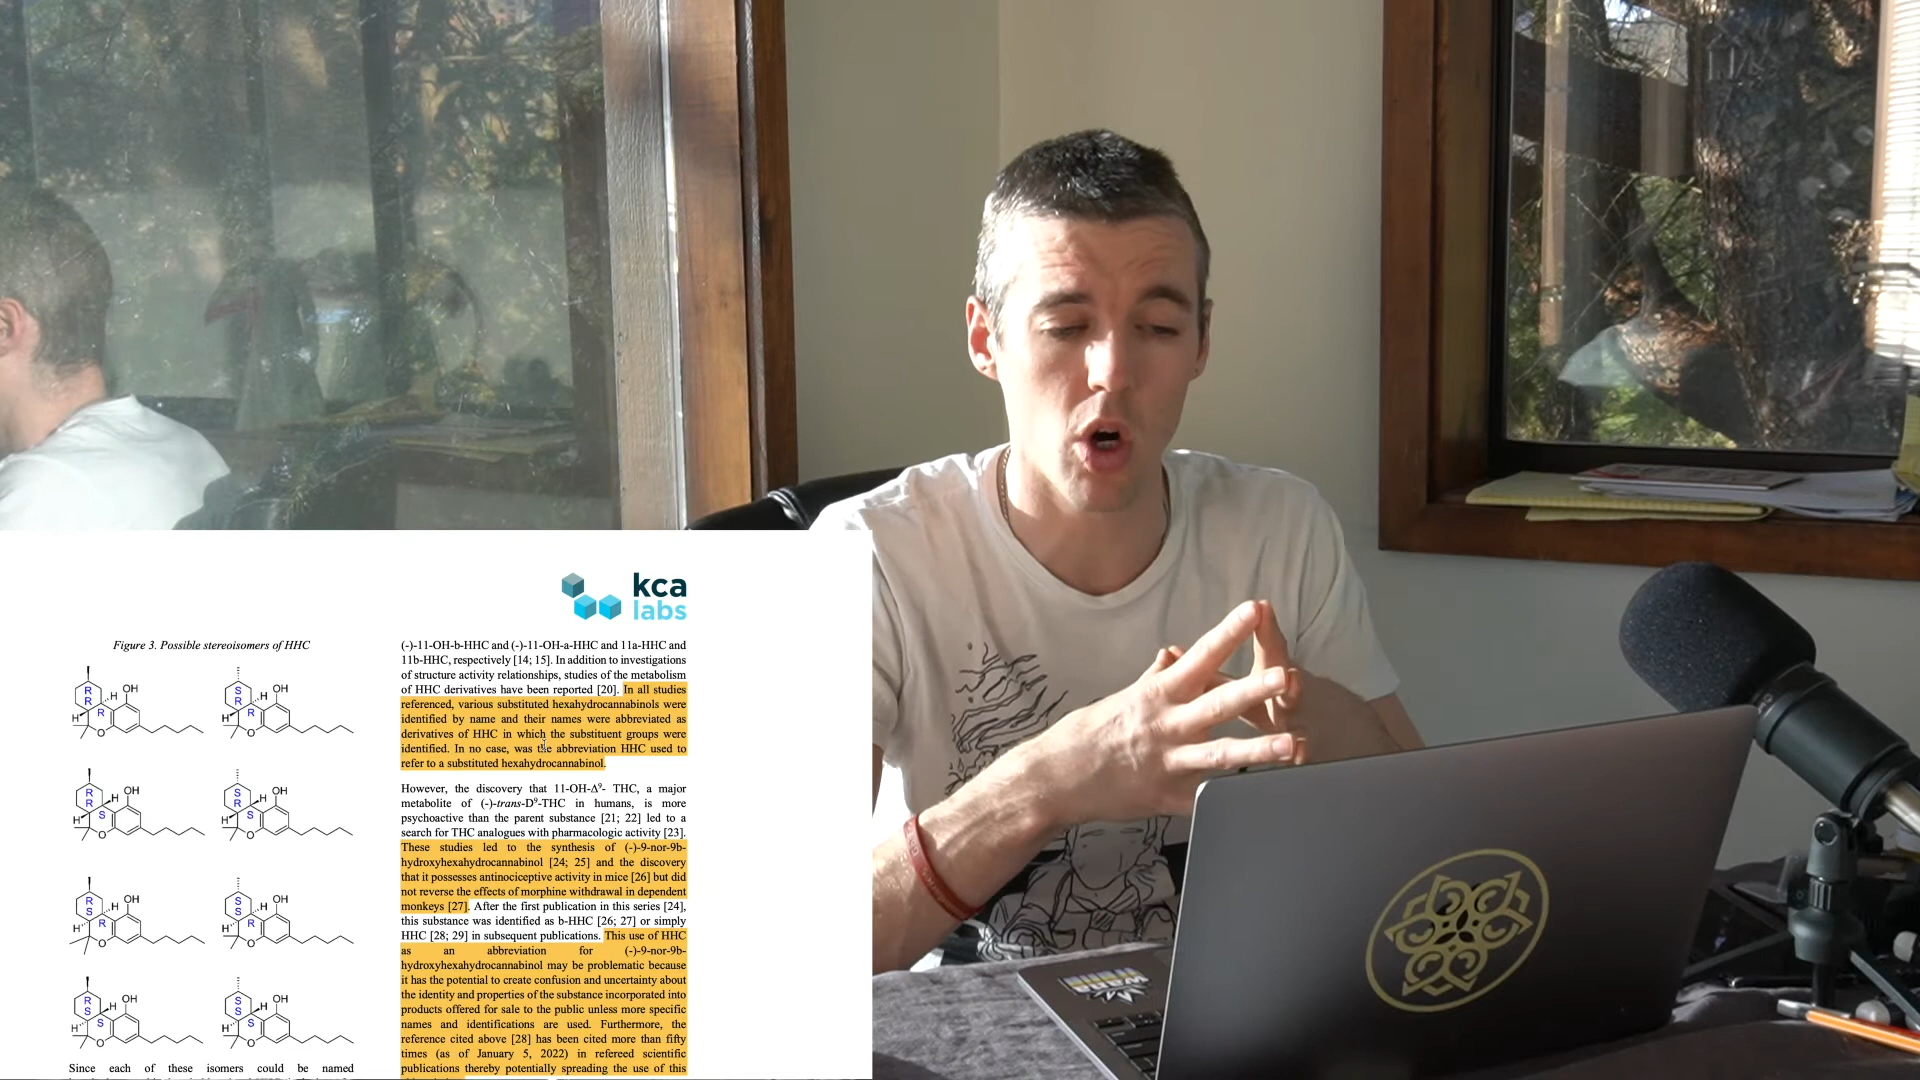 kca
labs
Figure 3. Possible stereoisomers of HHC
R
R
R
H
OH
H
O
S
R
R
H
OH
H
O
R
R
S
H
OH
H
O
S
R
S
H
OH
H
O
R
S
R
H
OH
H
O
S
S
R
H
OH
H
O
R
S
S
H
OH
H
O
S
S
S
H
OH
H
O
Since each of these isomers could be named
(-)-11-OH-b-HHC and (-)-11-OH-a-HHC and 11a-HHC and
11b-HHC, respectively [14; 15]. In addition to investigations
of structure activity relationships, studies of the metabolism
of HHC derivatives have been reported [20]. In all studies
referenced, various substituted hexahydrocannabinols were
identified by name and their names were abbreviated as
derivatives of HHC in which the substituent groups were
identified. In no case, was the abbreviation HHC used to
refer to a substituted hexahydrocannabinol.
However, the discovery that 11-OH-Δ⁹- THC, a major
metabolite of (-)-trans-D⁹-THC in humans, is more
psychoactive than the parent substance [21; 22] led to a
search for THC analogues with pharmacologic activity [23].
These studies led to the synthesis of (-)-9-nor-9b-
hydroxyhexahydrocannabinol [24; 25] and the discovery
that it possesses antinociceptive activity in mice [26] but did
not reverse the effects of morphine withdrawal in dependent
monkeys [27]. After the first publication in this series [24],
this substance was identified as b-HHC [26; 27] or simply
HHC [28; 29] in subsequent publications. This use of HHC
as an abbreviation for (-)-9-nor-9b-
hydroxyhexahydrocannabinol may be problematic because
it has the potential to create confusion and uncertainty about
the identity and properties of the substance incorporated into
products offered for sale to the public unless more specific
names and identifications are used. Furthermore, the
reference cited above [28] has been cited more than fifty
times (as of January 5, 2022) in refereed scientific
publications thereby potentially spreading the use of this